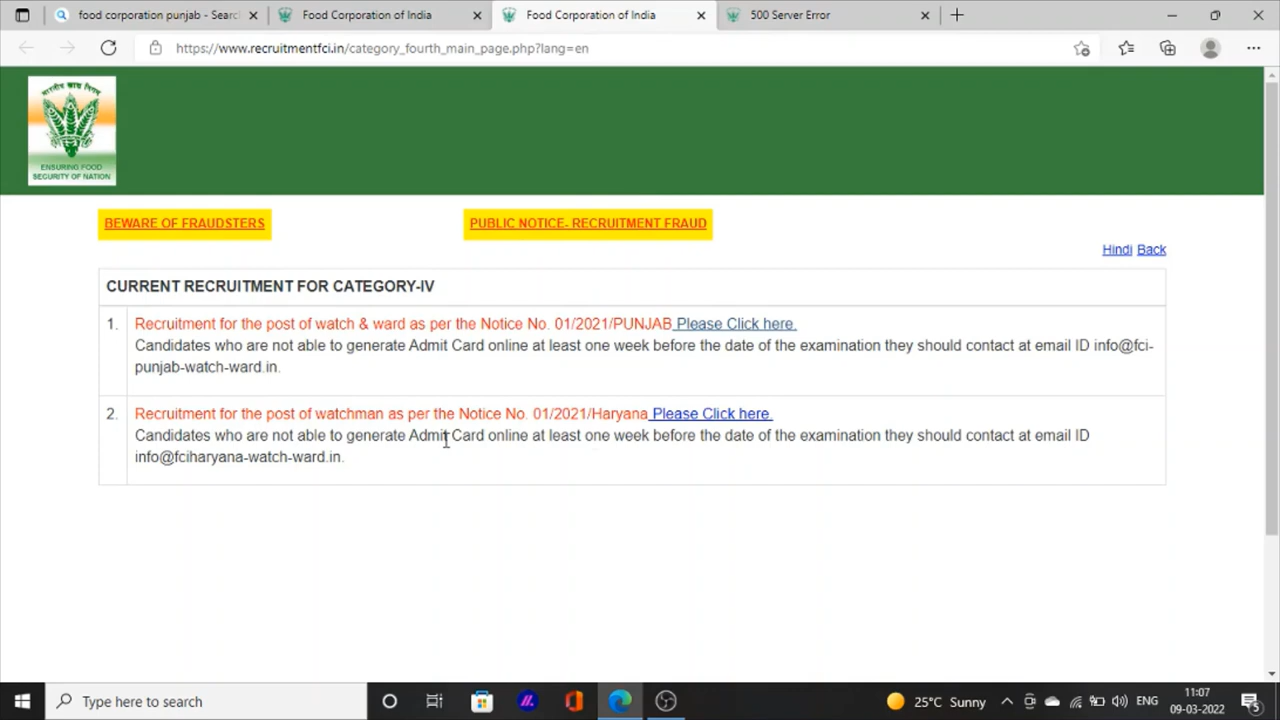 food corporation punjab - Searc
Food Corporation of India
Food Corporation of India
500 Server Error
https://www.recruitmentfci.in/category_fourth_main_page.php?lang=en
भारतीय खाद्य निगम
ENSURING FOOD
SECURITY OF NATION
BEWARE OF FRAUDSTERS
PUBLIC NOTICE- RECRUITMENT FRAUD
Hindi Back
CURRENT RECRUITMENT FOR CATEGORY-IV
1. Recruitment for the post of watch & ward as per the Notice No. 01/2021/PUNJAB Please Click here.
Candidates who are not able to generate Admit Card online at least one week before the date of the examination they should contact at email ID info@fci-
punjab-watch-ward.in.
2. Recruitment for the post of watchman as per the Notice No. 01/2021/Haryana Please Click here.
Candidates who are not able to generate Admit Card online at least one week before the date of the examination they should contact at email ID
info@fciharyana-watch-ward.in.
Type here to search
25°C Sunny
ENG
11:07
09-03-2022
5